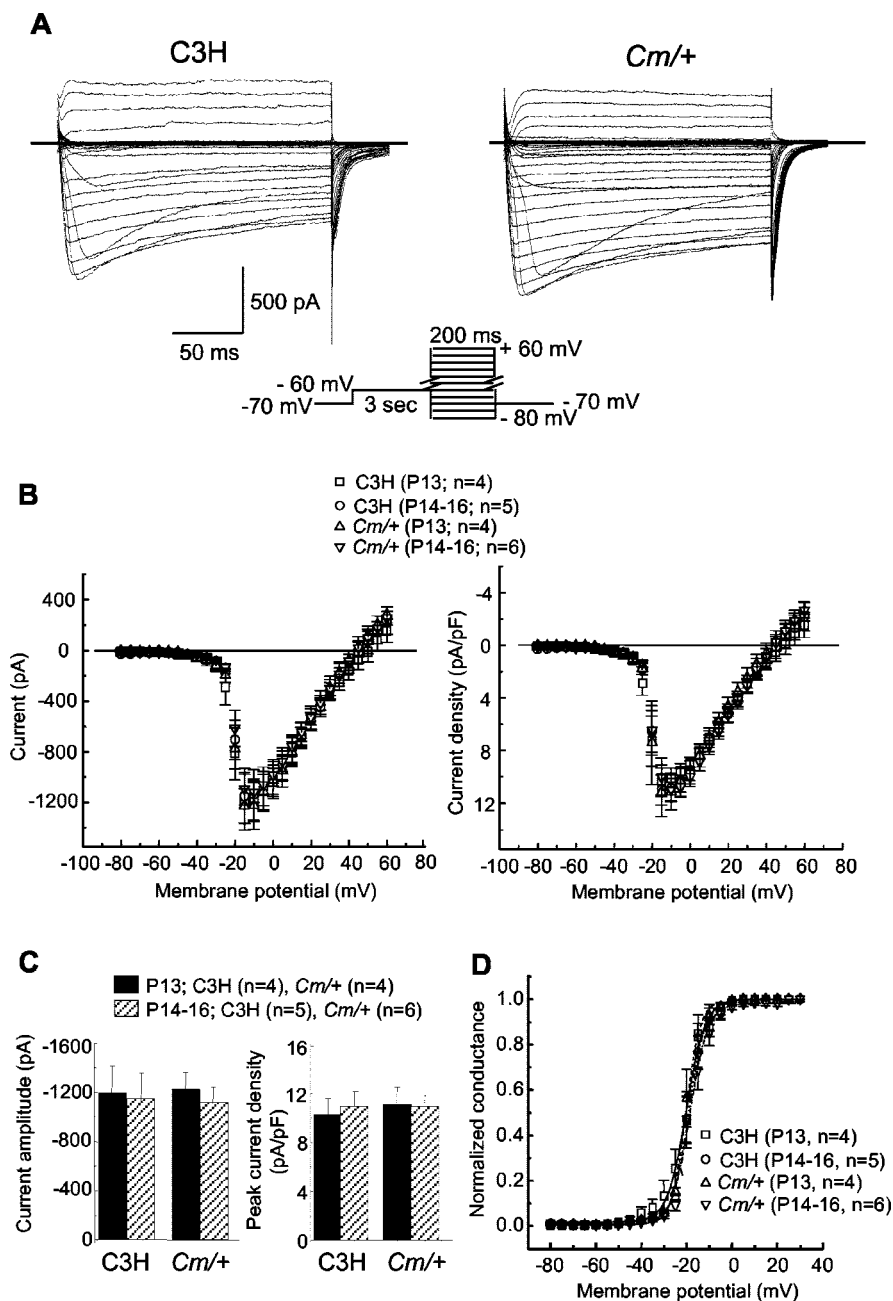 A
C3H
Cm/+
500 pA
50 ms
200 ms
+ 60 mV
- 60 mV
-70 mV
3 sec
- 70 mV
- 80 mV
B
C3H (P13; n=4)
C3H (P14-16; n=5)
Cm/+ (P13; n=4)
Cm/+ (P14-16; n=6)
Current (pA)
400
0
-400
-800
-1200
-100 -80 -60 -40 -20 0 20 40 60 80
Membrane potential (mV)
Current density (pA/pF)
-4
0
4
8
12
-100 -80 -60 -40 -20 0 20 40 60 80
Membrane potential (mV)
C
P13; C3H (n=4), Cm/+ (n=4)
P14-16; C3H (n=5), Cm/+ (n=6)
Current amplitude (pA)
-1600
-1200
-800
-400
0
C3H Cm/+
Peak current density
(pA/pF)
16
12
8
4
0
C3H Cm/+
D
Normalized conductance
1.0
0.8
0.6
0.4
0.2
0.0
C3H (P13, n=4)
C3H (P14-16, n=5)
Cm/+ (P13, n=4)
Cm/+ (P14-16, n=6)
-80 -60 -40 -20 0 20 40
Membrane potential (mV)